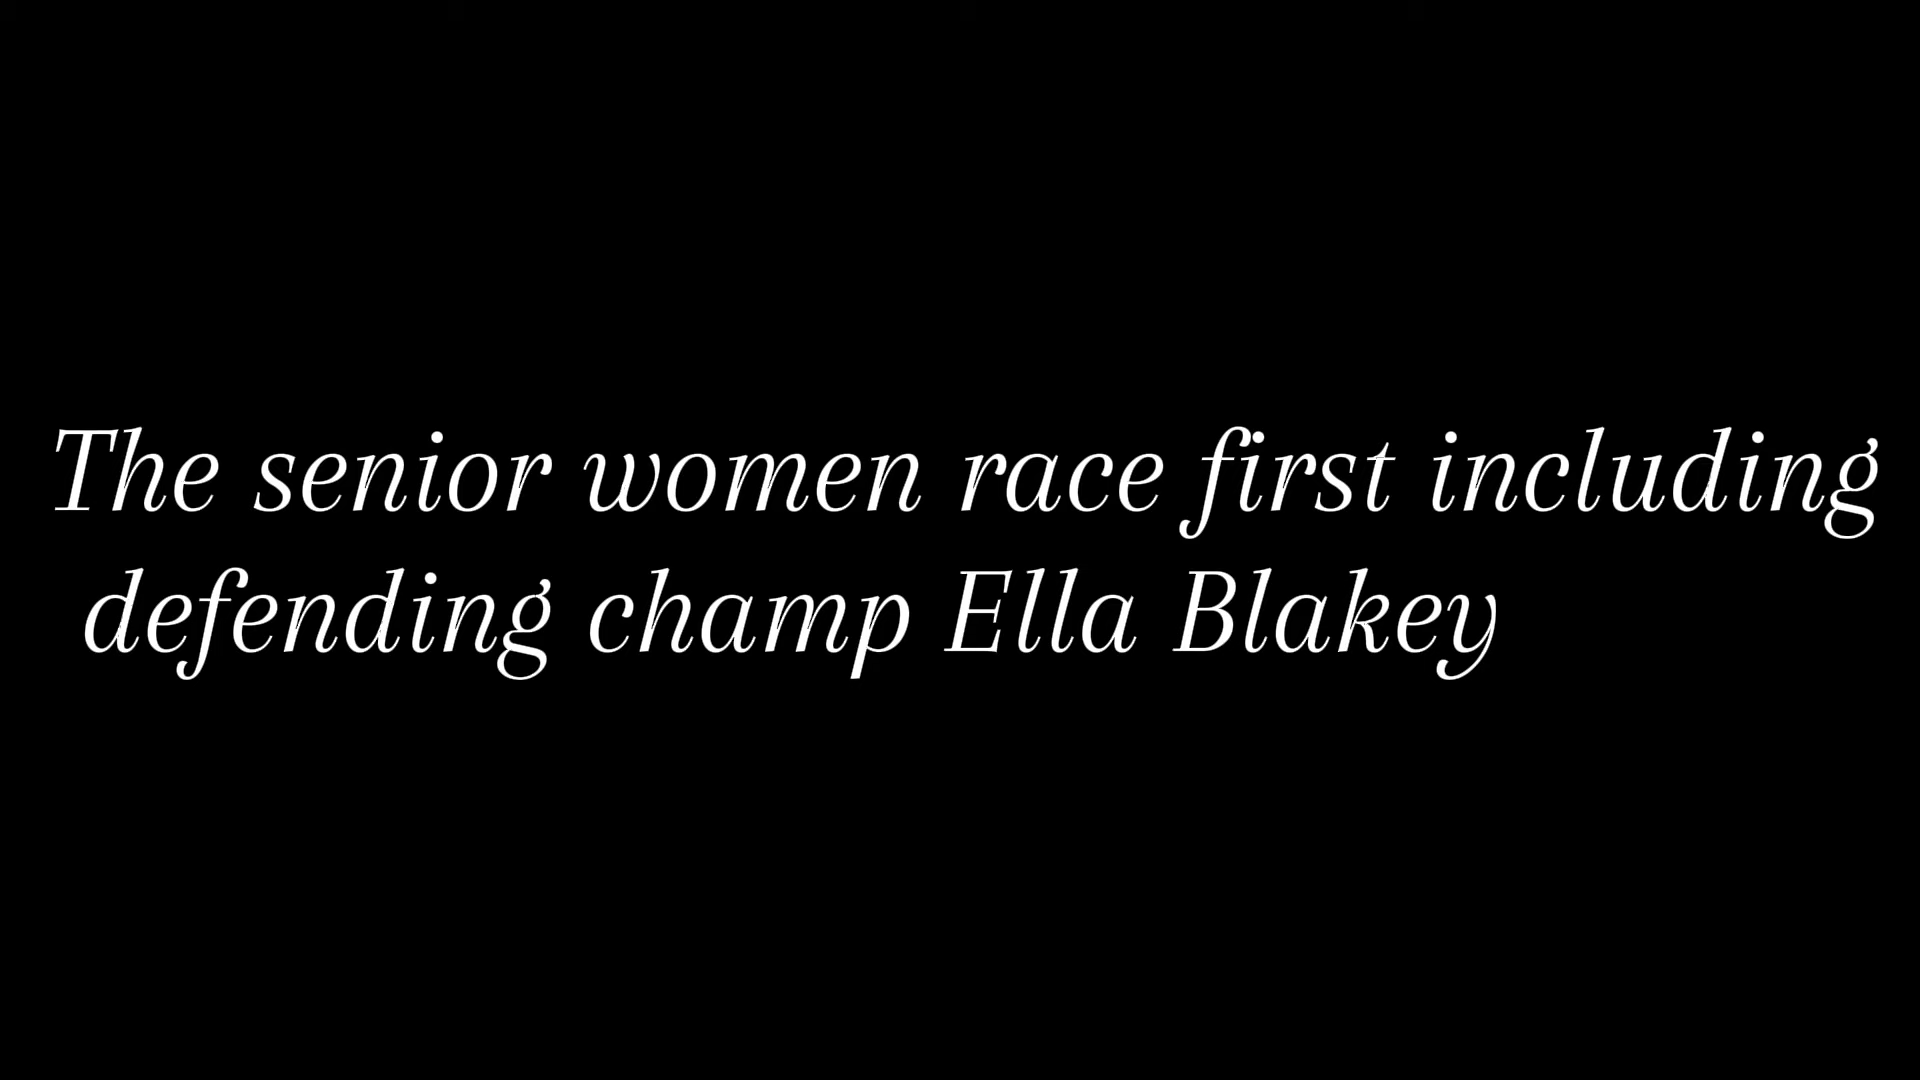 The senior women race first including
defending champ Ella Blakey